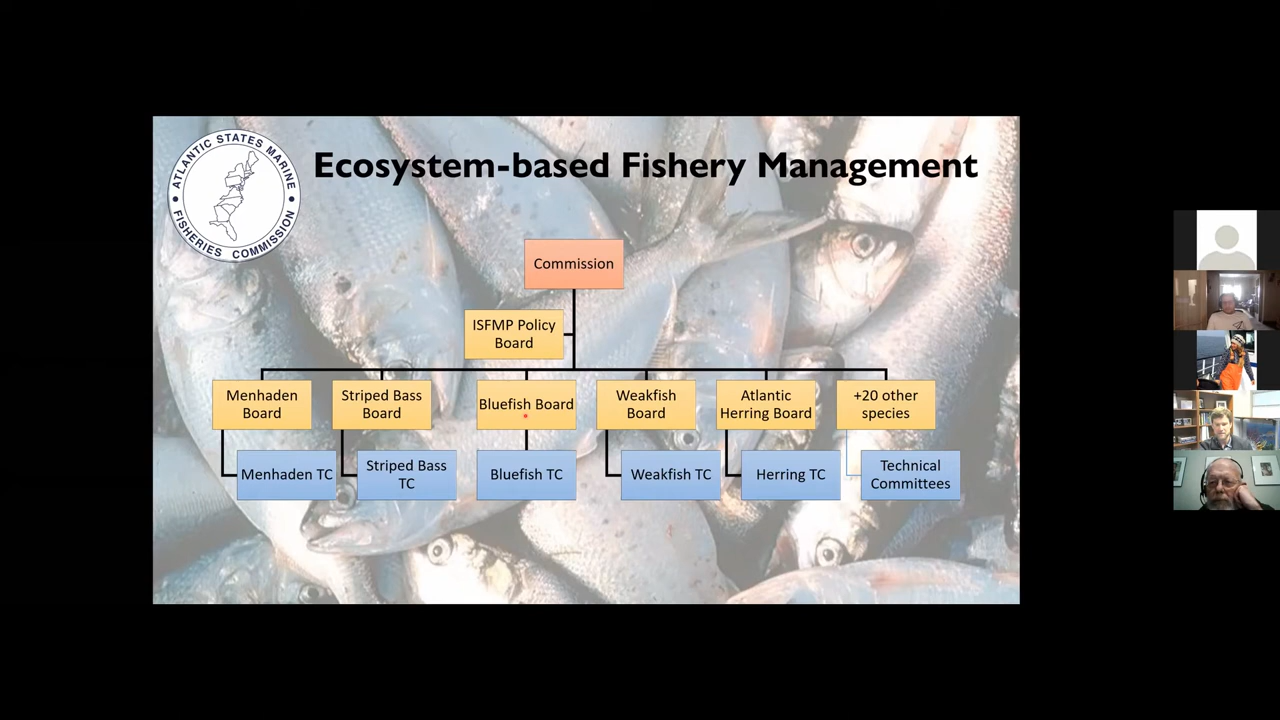 ATLANTIC STATES MARINE
FISHERIES COMMISSION
Ecosystem-based Fishery Management
Commission
ISFMP Policy
Board
Menhaden
Board
Striped Bass
Board
Bluefish Board
Weakfish
Board
Atlantic
Herring Board
+20 other
species
Menhaden TC
Striped Bass
TC
Bluefish TC
Weakfish TC
Herring TC
Technical
Committees